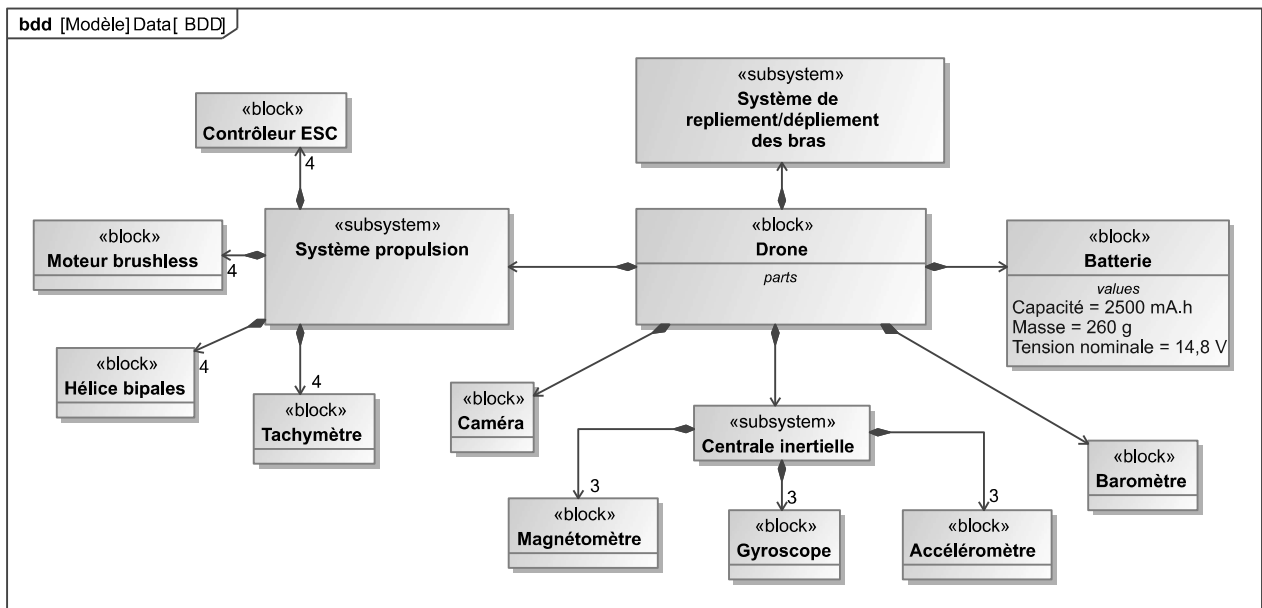 bdd [Modèle] Data[ BDD]
«subsystem»
Système de
repliement/dépliement
des bras
«block»
Contrôleur ESC
4
«subsystem»
Système propulsion
«block»
Drone
parts
«block»
Moteur brushless
4
«block»
Batterie
values
Capacité = 2500 mA.h
Masse = 260 g
Tension nominale = 14,8 V
«block»
Hélice bipales
4
4
«block»
Tachymètre
«block»
Caméra
«subsystem»
Centrale inertielle
«block»
Baromètre
3
«block»
Magnétomètre
3
«block»
Gyroscope
3
«block»
Accéléromètre